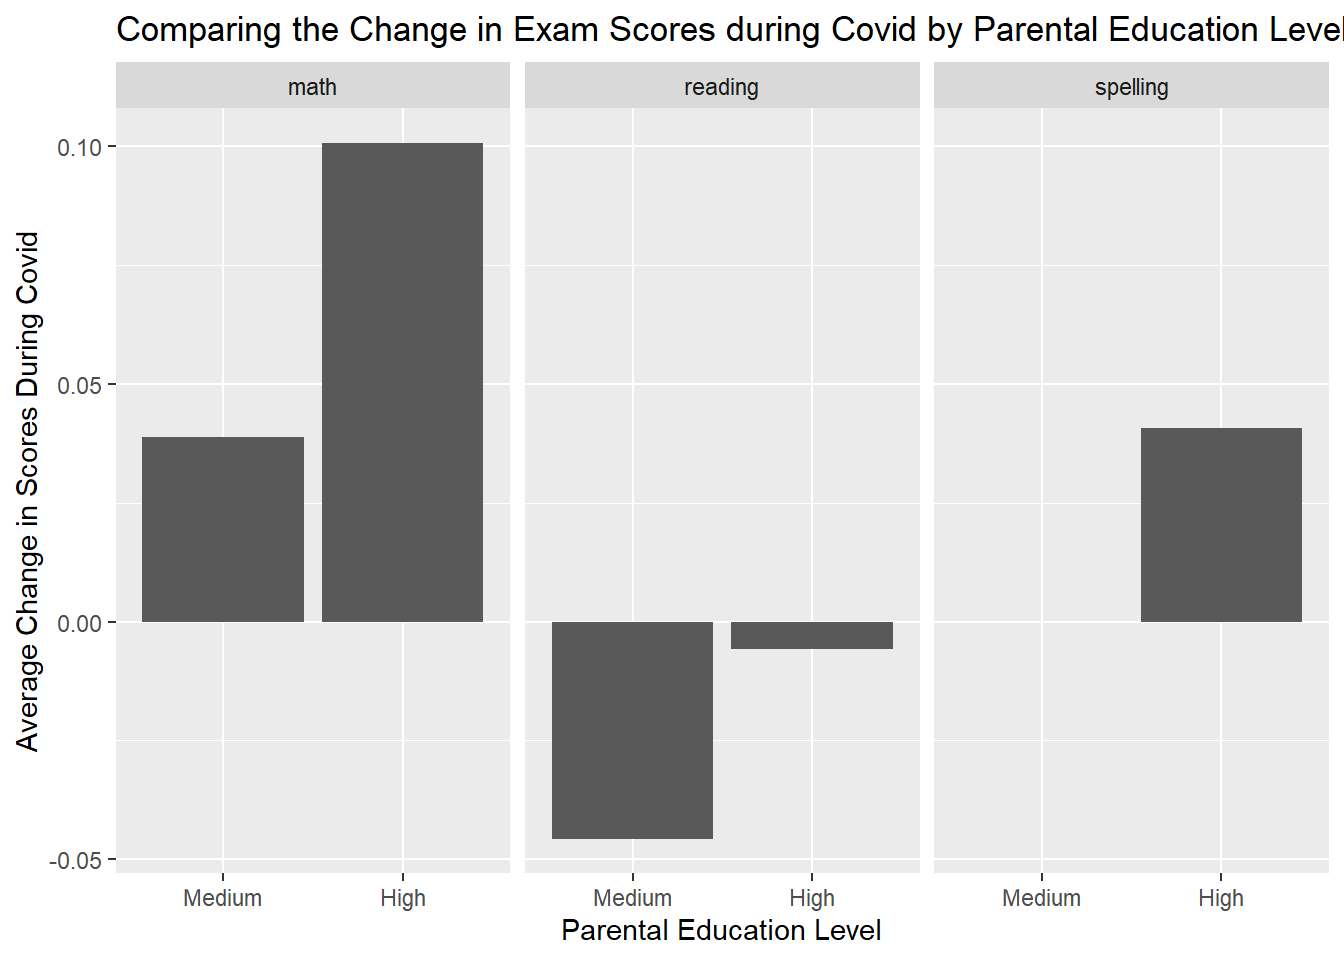 Comparing the Change in Exam Scores during Covid by Parental Education Level
math
reading
spelling
Average Change in Scores During Covid
0.10
0.05
0.00
-0.05
Medium
High
Medium
High
Medium
High
Parental Education Level